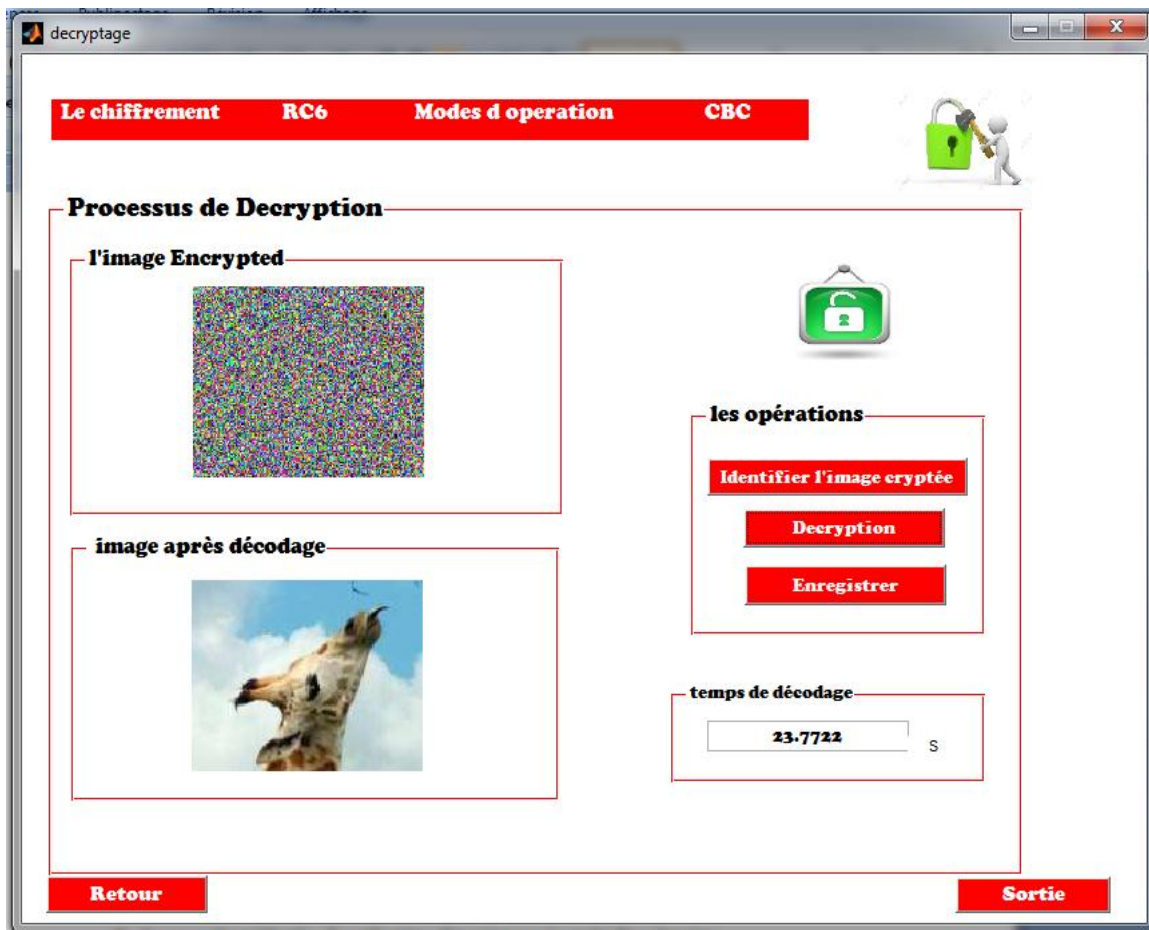 decryptage
Le chiffrement RC6 Modes d operation CBC
Processus de Decryption
l'image Encrypted
les opérations
Identifier l'image cryptée
Decryption
Enregistrer
image après décodage
temps de décodage
23.7722 S
Retour Sortie